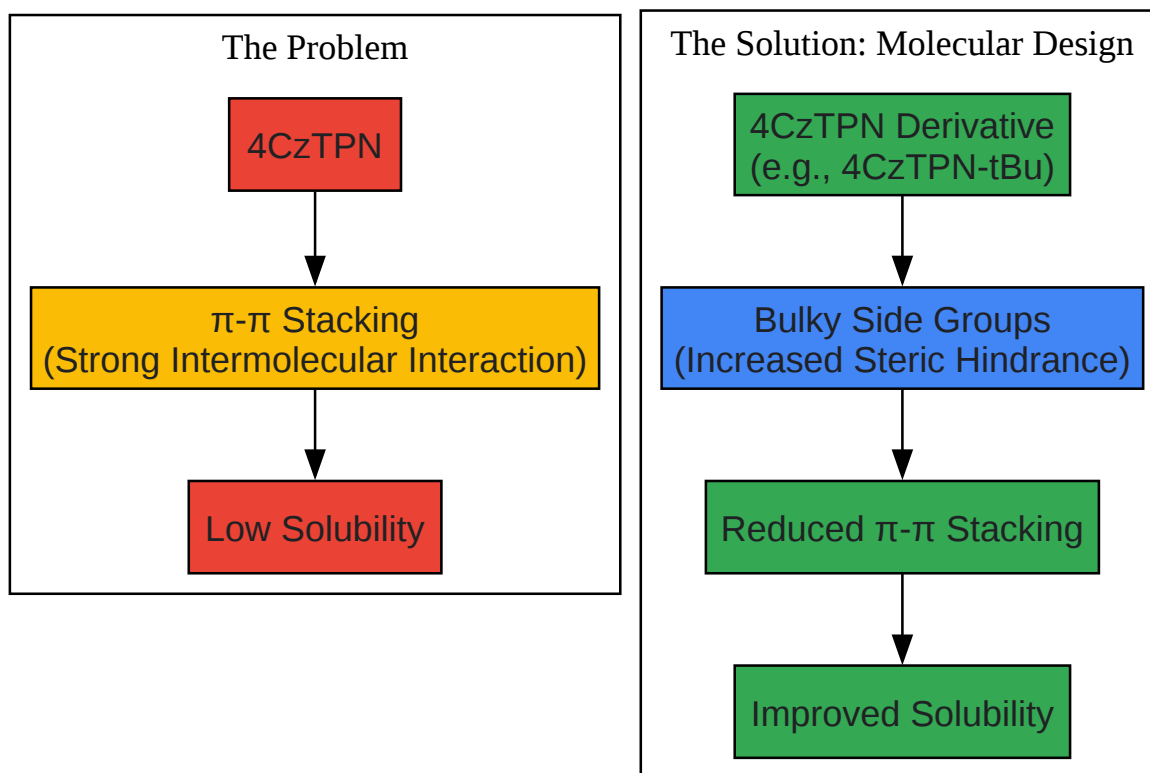 The Problem
4CzTPN
π-π Stacking
(Strong Intermolecular Interaction)
Low Solubility
The Solution: Molecular Design
4CzTPN Derivative
(e.g., 4CzTPN-tBu)
Bulky Side Groups
(Increased Steric Hindrance)
Reduced π-π Stacking
Improved Solubility